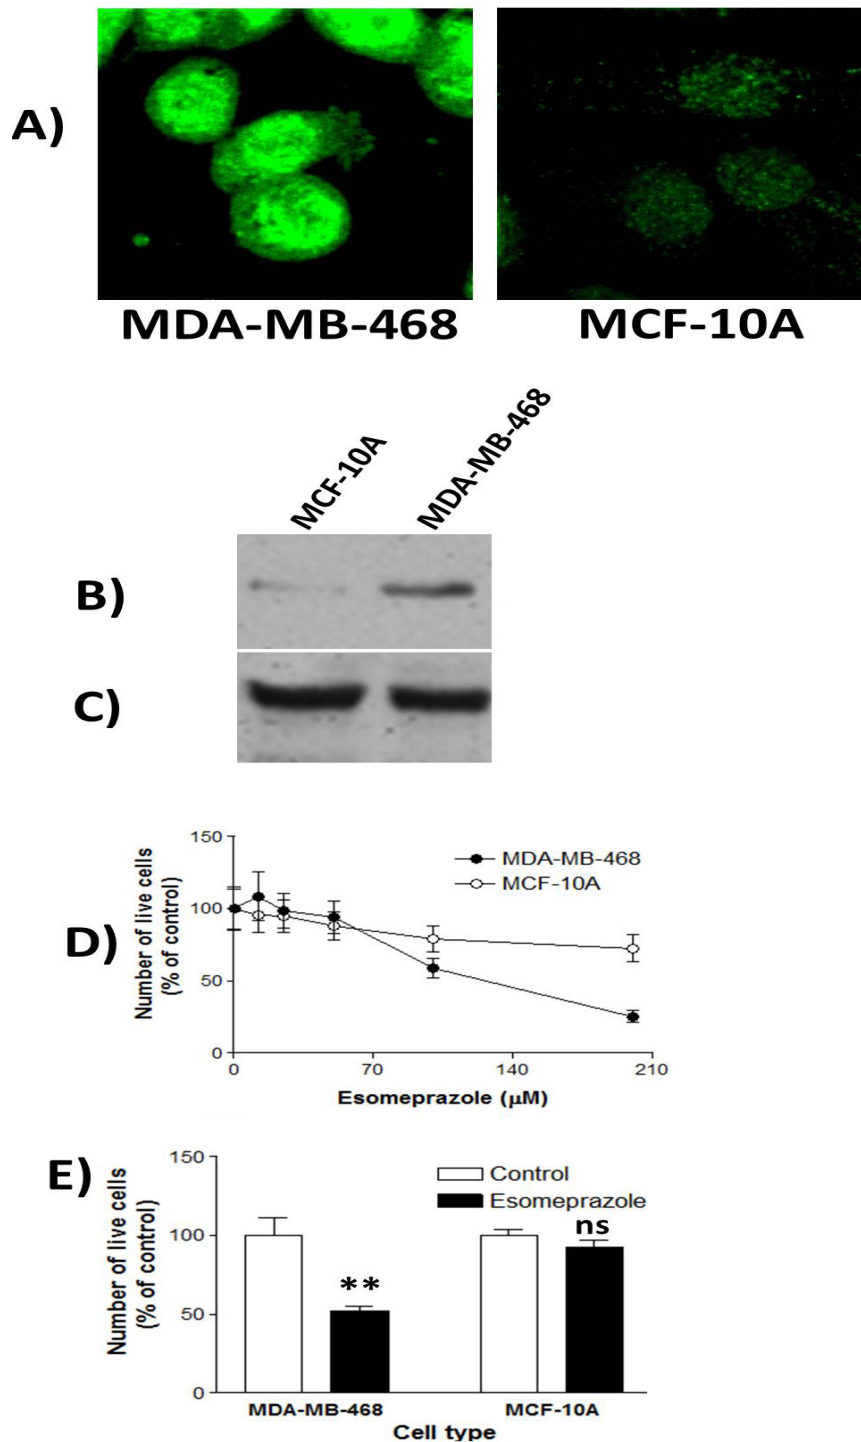 A)
MDA-MB-468 MCF-10A
MCF-10A MDA-MB-468
B)
C)
D)
Number of live cells
(% of control)
150
100
50
0
MDA-MB-468
MCF-10A
0 70 140 210
Esomeprazole (μM)
E)
Number of live cells
(% of control)
150
100
50
0
Control
Esomeprazole
**
ns
MDA-MB-468 MCF-10A
Cell type